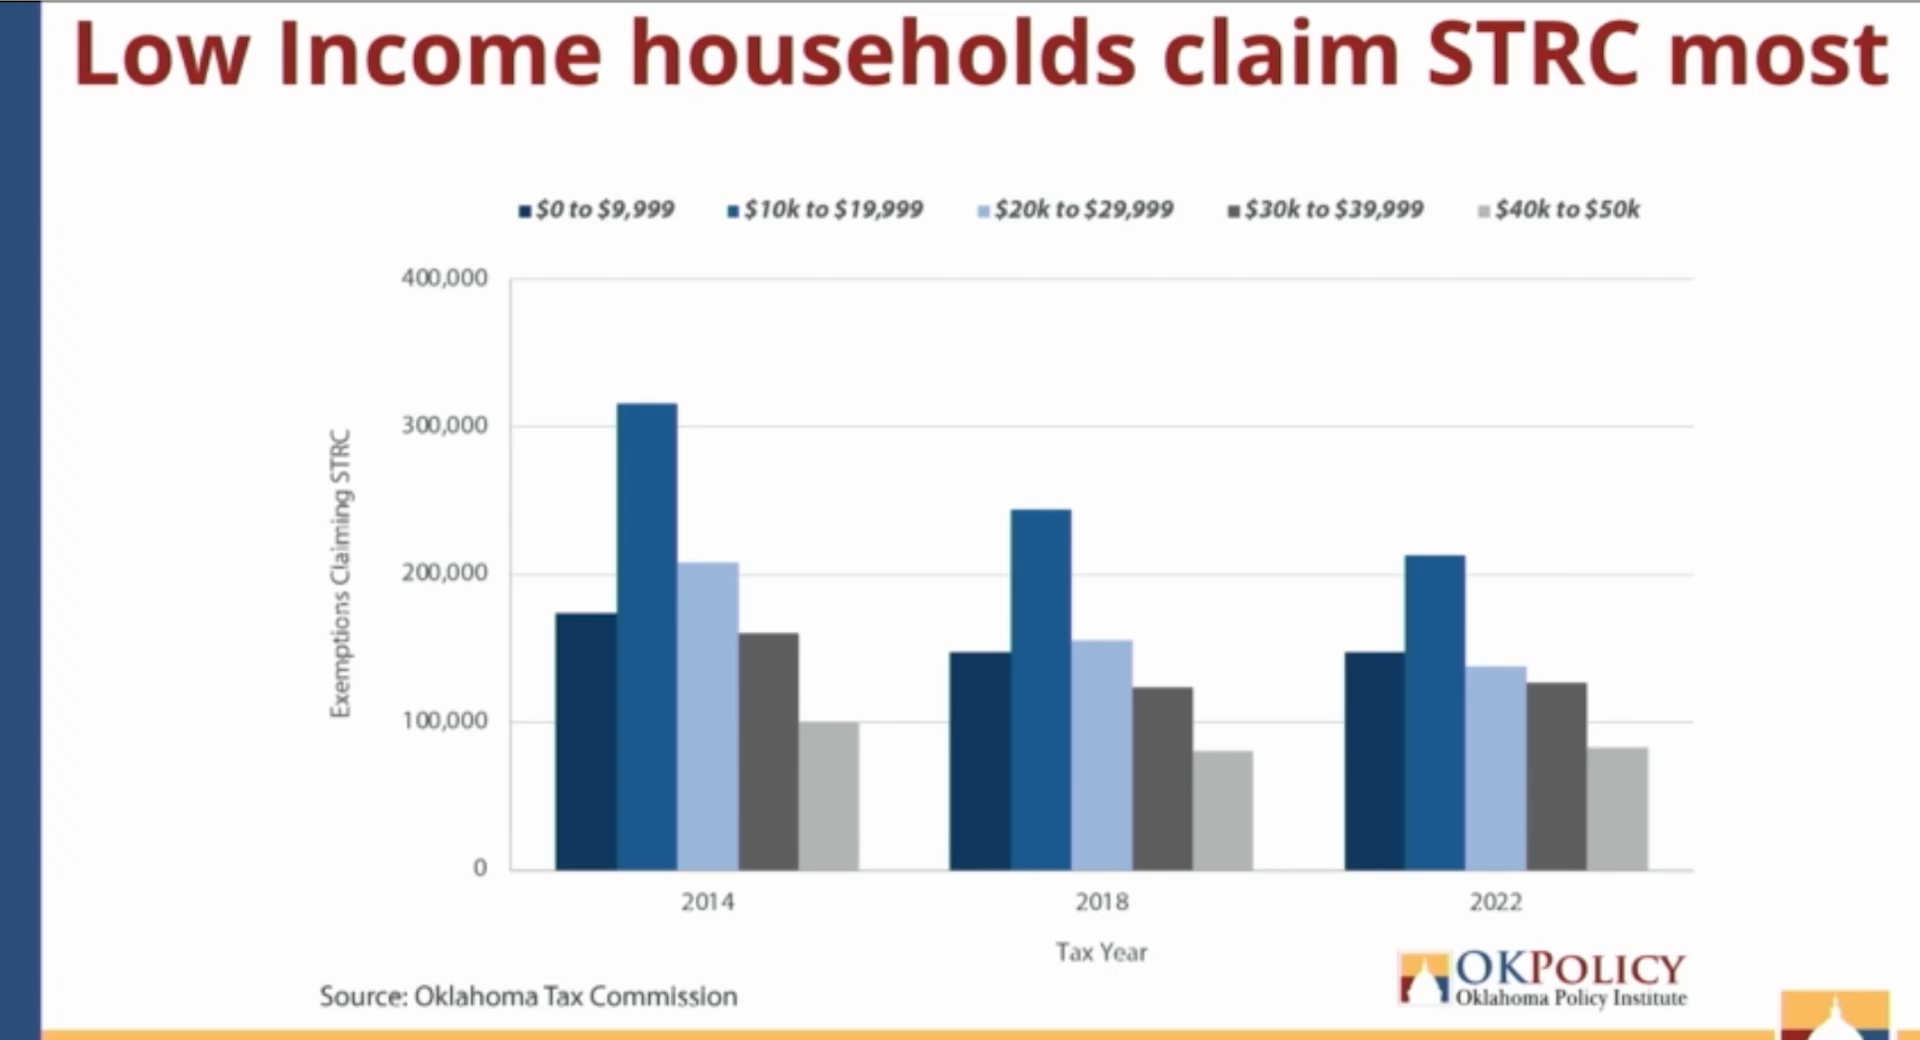 Low Income households claim STRC most
$0 to $9,999 $10k to $19,999 $20k to $29,999 $30k to $39,999 $40k to $50k
400,000
300,000
200,000
100,000
0
Exemptions Claiming STRC
2014 2018 2022
Tax Year
Source: Oklahoma Tax Commission
OKPOLICY
Oklahoma Policy Institute